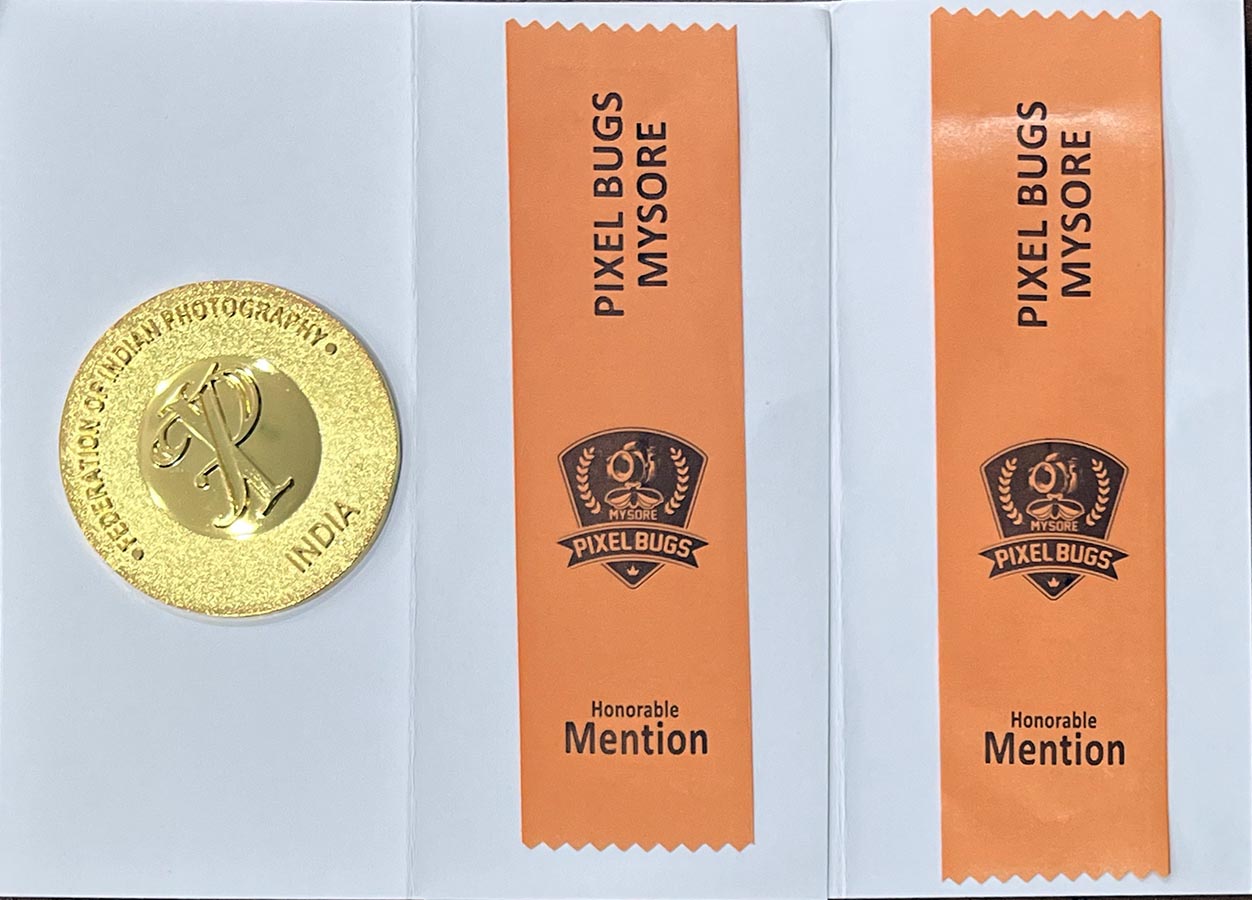 •FEDERATION OF INDIAN PHOTOGRAPHY•
INDIA
PIXEL BUGS
MYSORE
MYSORE
PIXEL BUGS
Honorable
Mention
PIXEL BUGS
MYSORE
MYSORE
PIXEL BUGS
Honorable
Mention